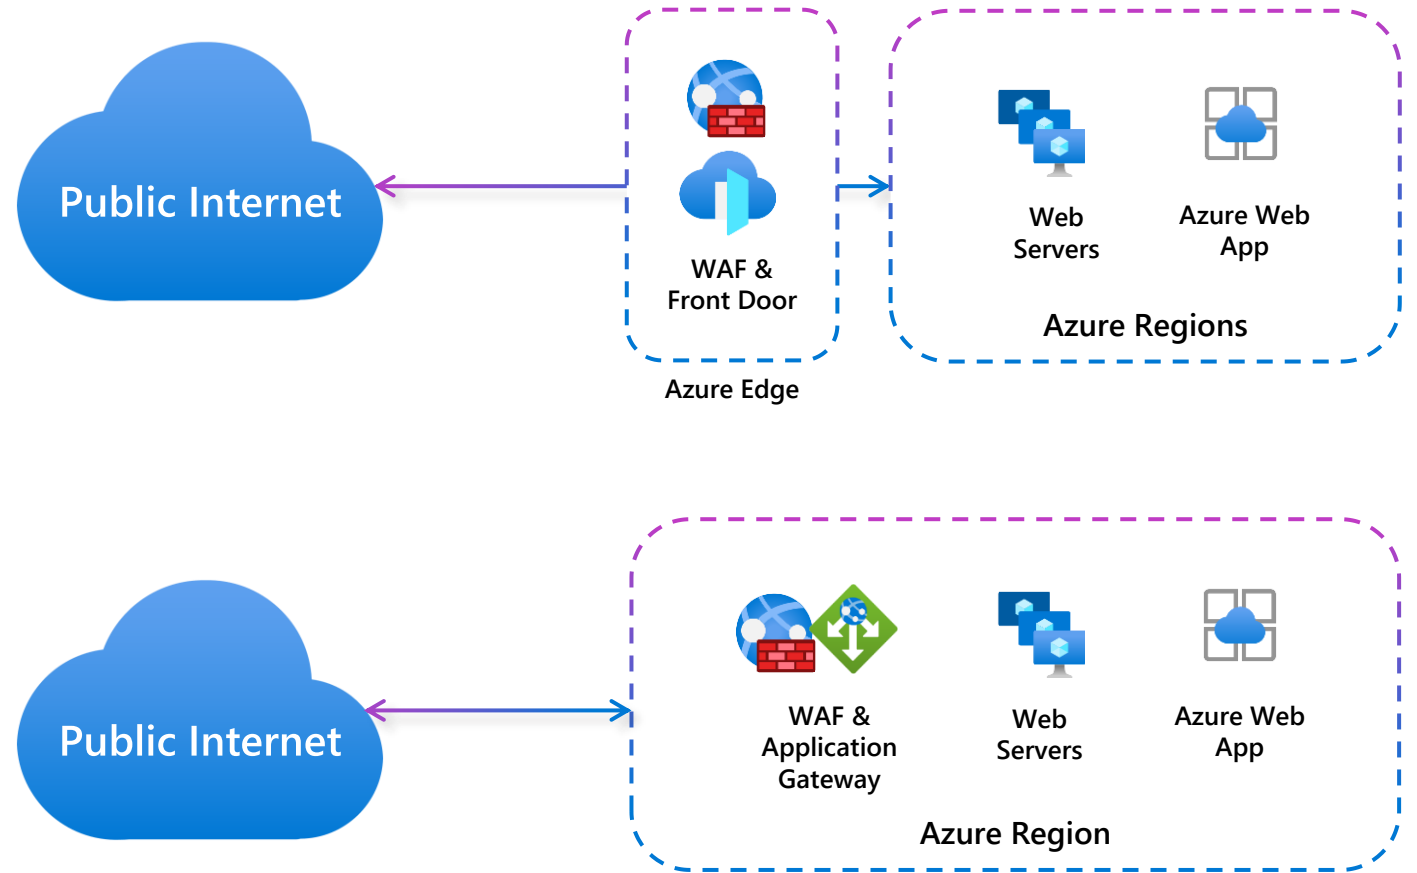 Public Internet
WAF &
Front Door
Azure Edge
Web
Servers
Azure Web
App
Azure Regions
Public Internet
WAF &
Application
Gateway
Web
Servers
Azure Web
App
Azure Region